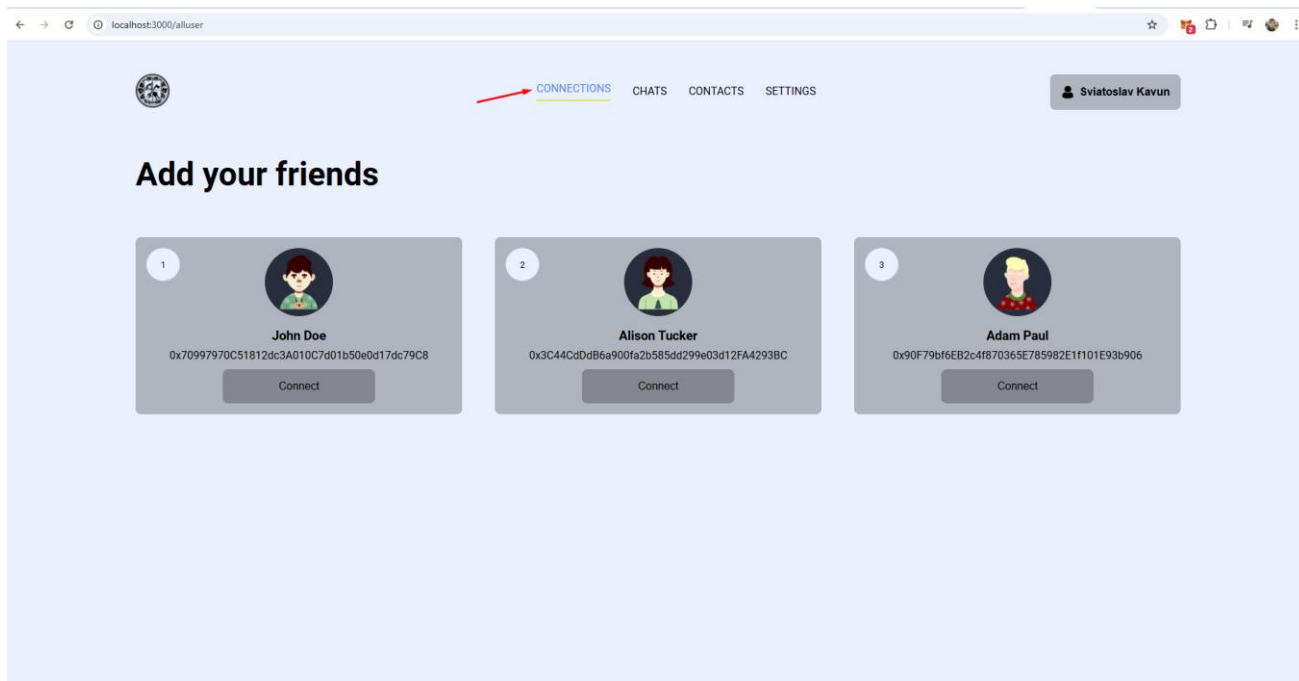 localhost:3000/alluser
2
CONNECTIONS CHATS CONTACTS SETTINGS
Sviatoslav Kavun
Add your friends
1
John Doe
0x70997970C51812dc3A010C7d01b50e0d17dc79C8
Connect
2
Alison Tucker
0x3C44CdDdB6a900fa2b585dd299e03d12FA4293BC
Connect
3
Adam Paul
0x90F79bf6EB2c4f870365E785982E1f101E93b906
Connect